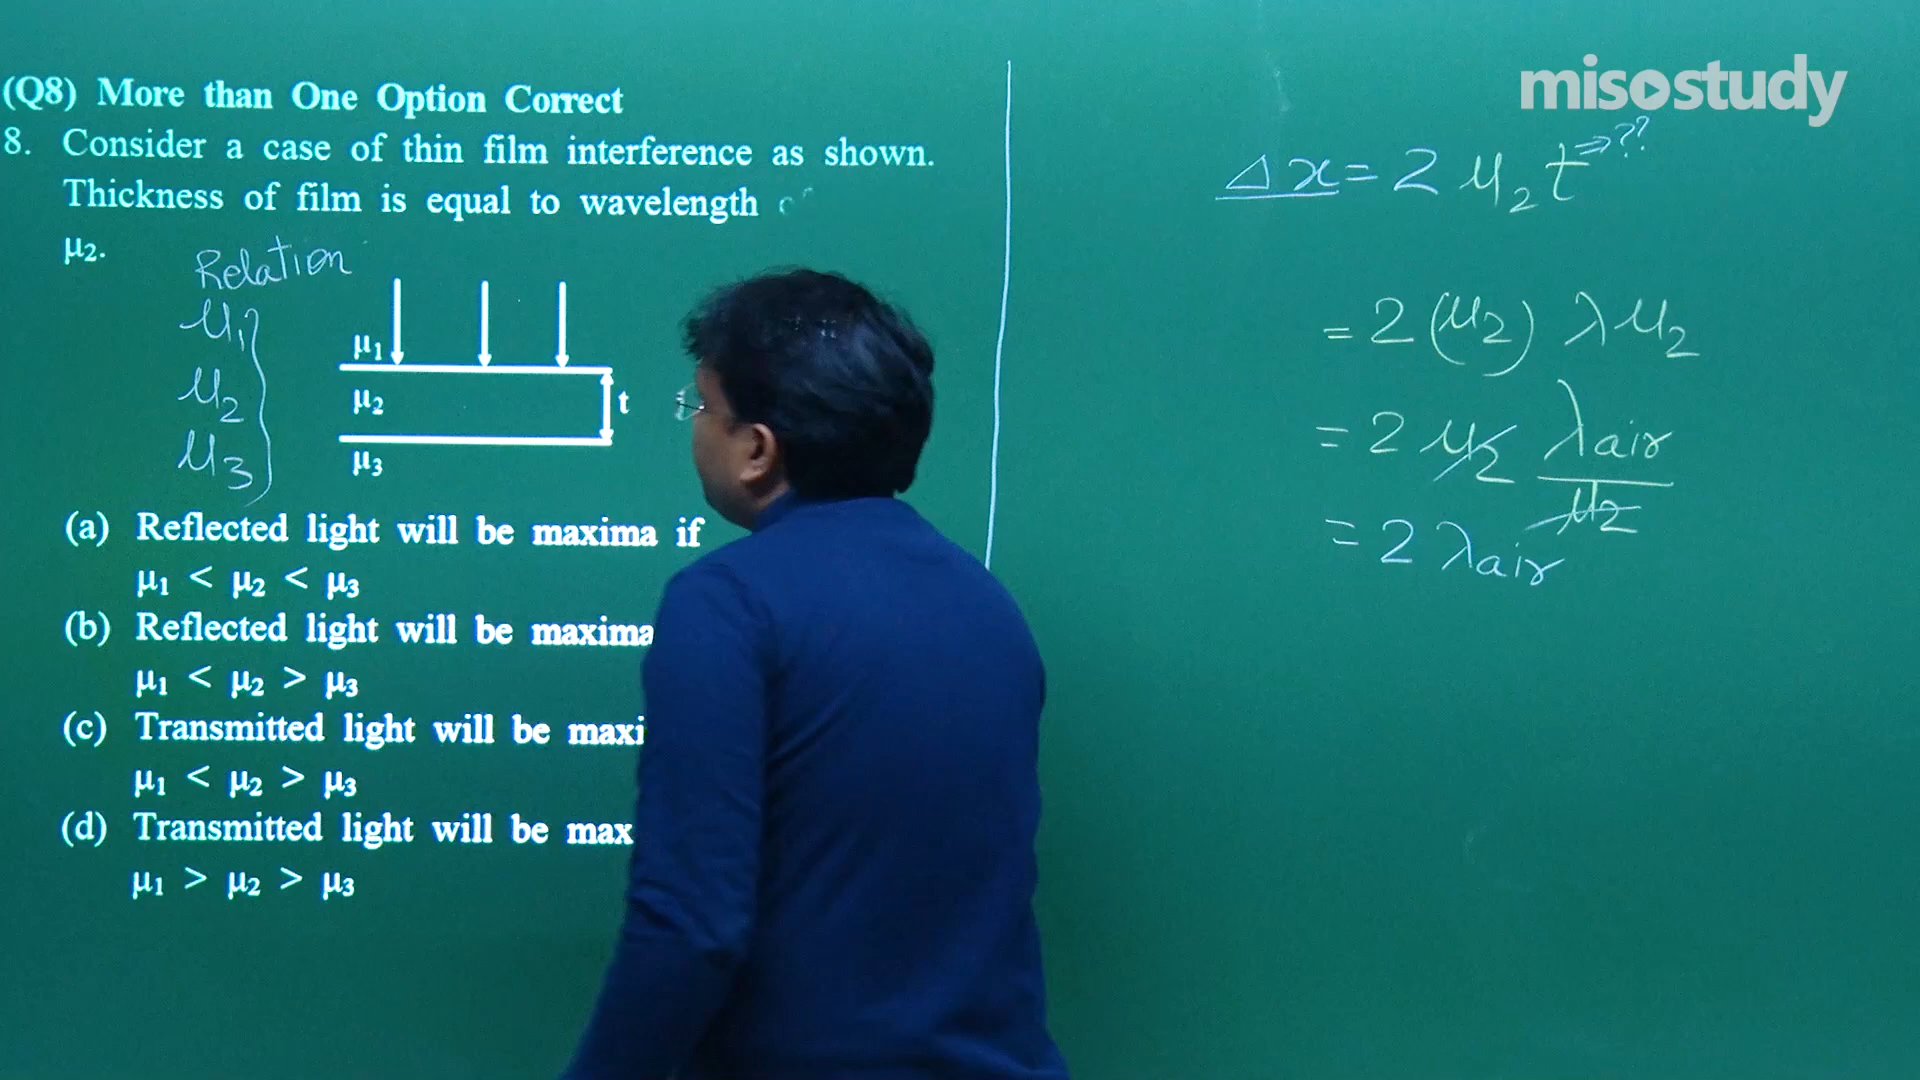 misostudy
(Q8) More than One Option Correct
8. Consider a case of thin film interference as shown.
Thickness of film is equal to wavelength
μ2.
Relation
μ1
μ2
μ3
μ1
μ2
t
μ3
(a) Reflected light will be maxima if
μ1 < μ2 < μ3
(b) Reflected light will be maxima
μ1 < μ2 > μ3
(c) Transmitted light will be maxi
μ1 < μ2 > μ3
(d) Transmitted light will be max
μ1 > μ2 > μ3
Δx = 2 μ2 t ⇒ ??
= 2 (μ2) λ μ2
= 2 μ2 λair / μ2
= 2 λair